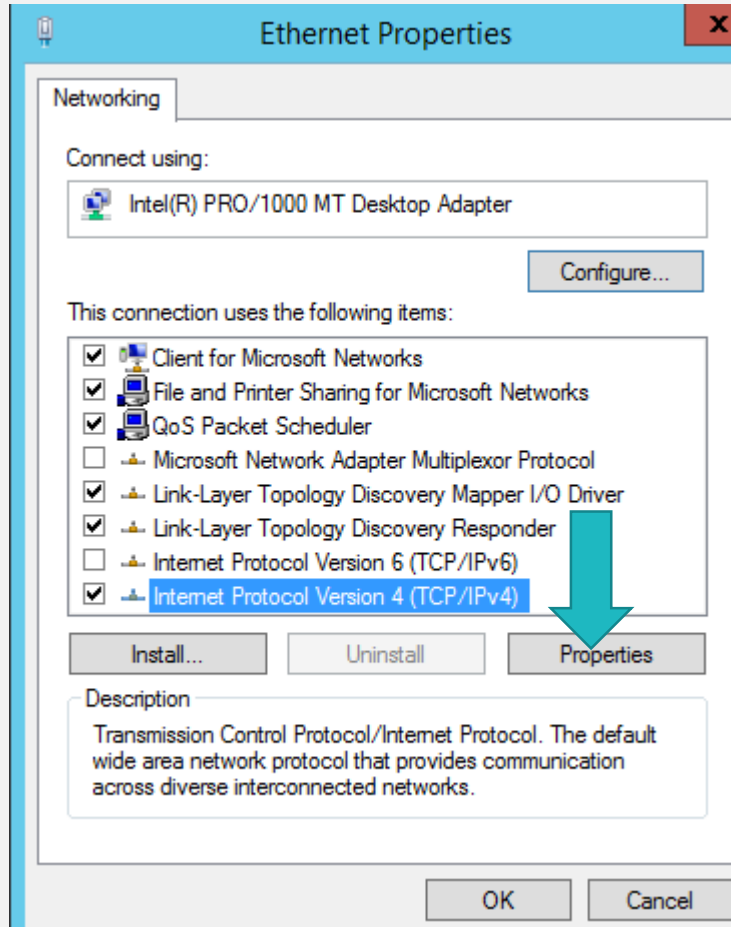 Ethernet Properties
x
Networking
Connect using:
Intel(R) PRO/1000 MT Desktop Adapter
Configure...
This connection uses the following items:
Client for Microsoft Networks
File and Printer Sharing for Microsoft Networks
QoS Packet Scheduler
Microsoft Network Adapter Multiplexor Protocol
Link-Layer Topology Discovery Mapper I/O Driver
Link-Layer Topology Discovery Responder
Internet Protocol Version 6 (TCP/IPv6)
Internet Protocol Version 4 (TCP/IPv4)
Install... Uninstall Properties
Description
Transmission Control Protocol/Internet Protocol. The default
wide area network protocol that provides communication
across diverse interconnected networks.
OK Cancel